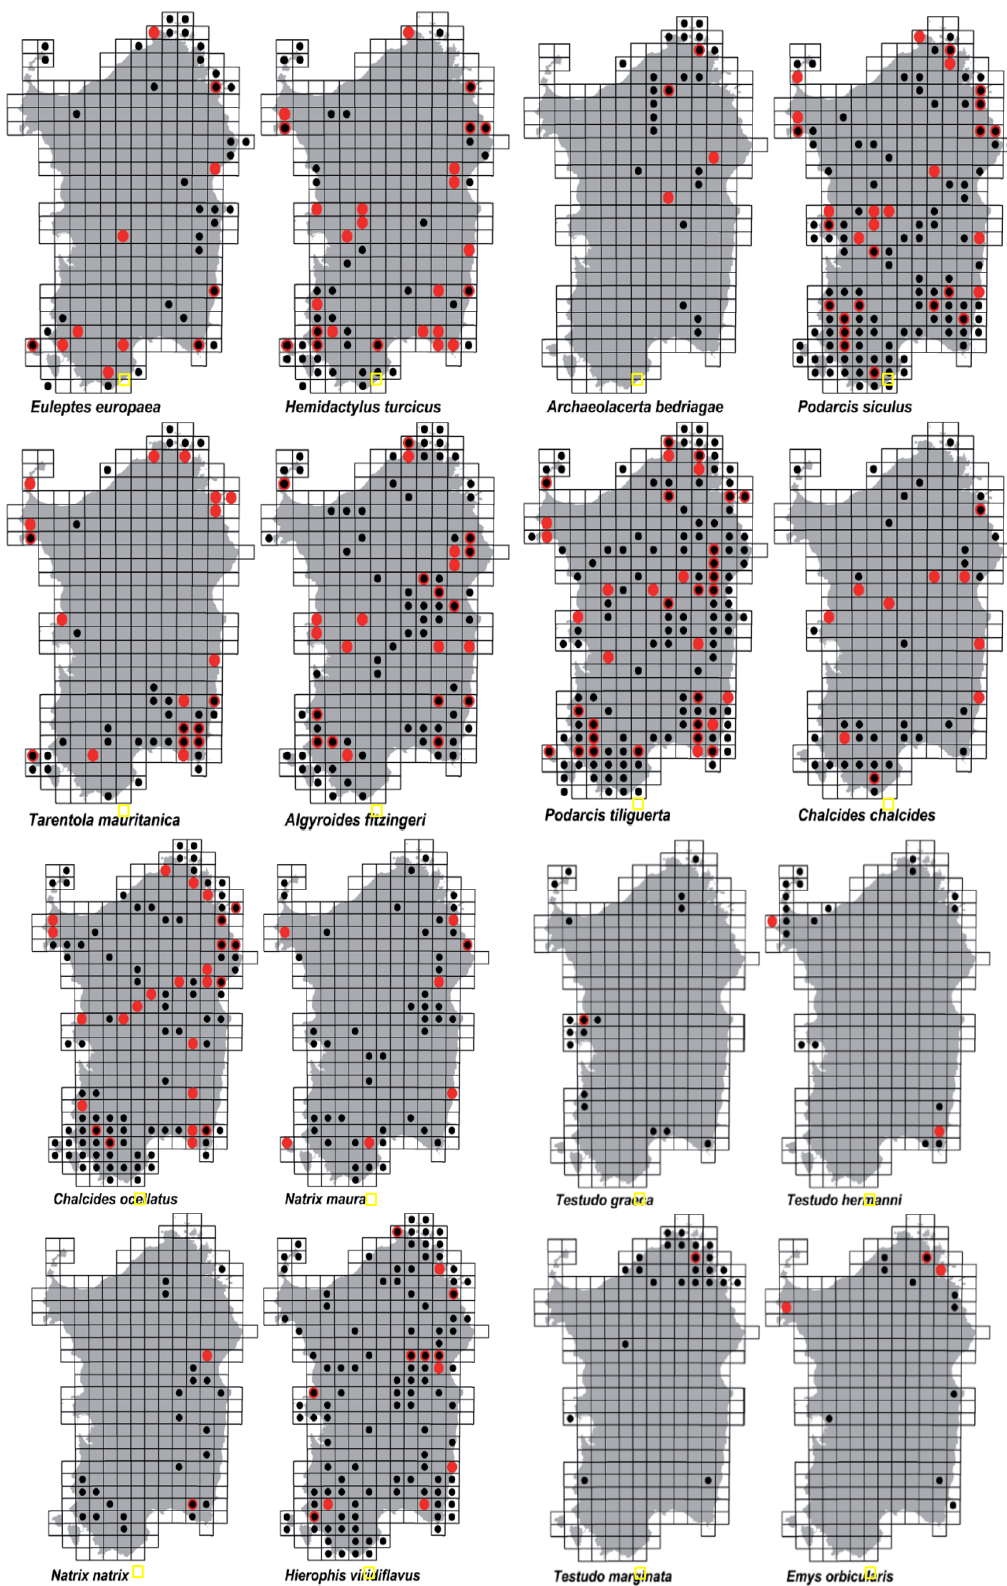 Euleptes europaea
Hemidactylus turcicus
Archaeolacerta bedriagae
Podarcis siculus
Tarentola mauritanica
Algyroides fitzingeri
Podarcis tiliguerta
Chalcides chalcides
Chalcides ocellatus
Natrix maura
Testudo graeca
Testudo hermanni
Natrix natrix
Hierophis viridiflavus
Testudo marginata
Emys orbicularis